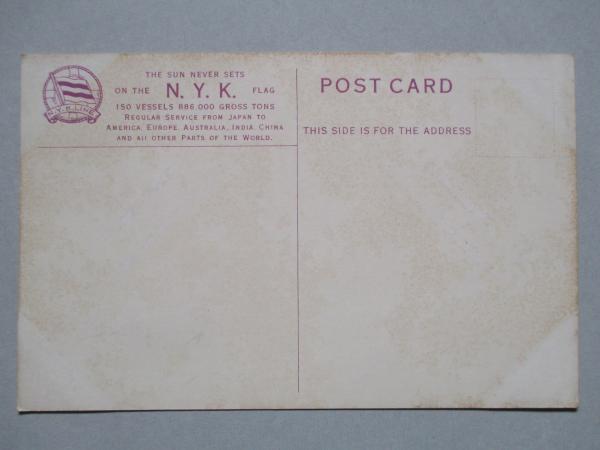 N.Y.K.LINE
THE SUN NEVER SETS
ON THE N. Y. K. FLAG
150 VESSELS 886.000 GROSS TONS
REGULAR SERVICE FROM JAPAN TO
AMERICA, EUROPE, AUSTRALIA, INDIA, CHINA
AND All OTHER PARTS OF THE WORLD.
POST CARD
THIS SIDE IS FOR THE ADDRESS